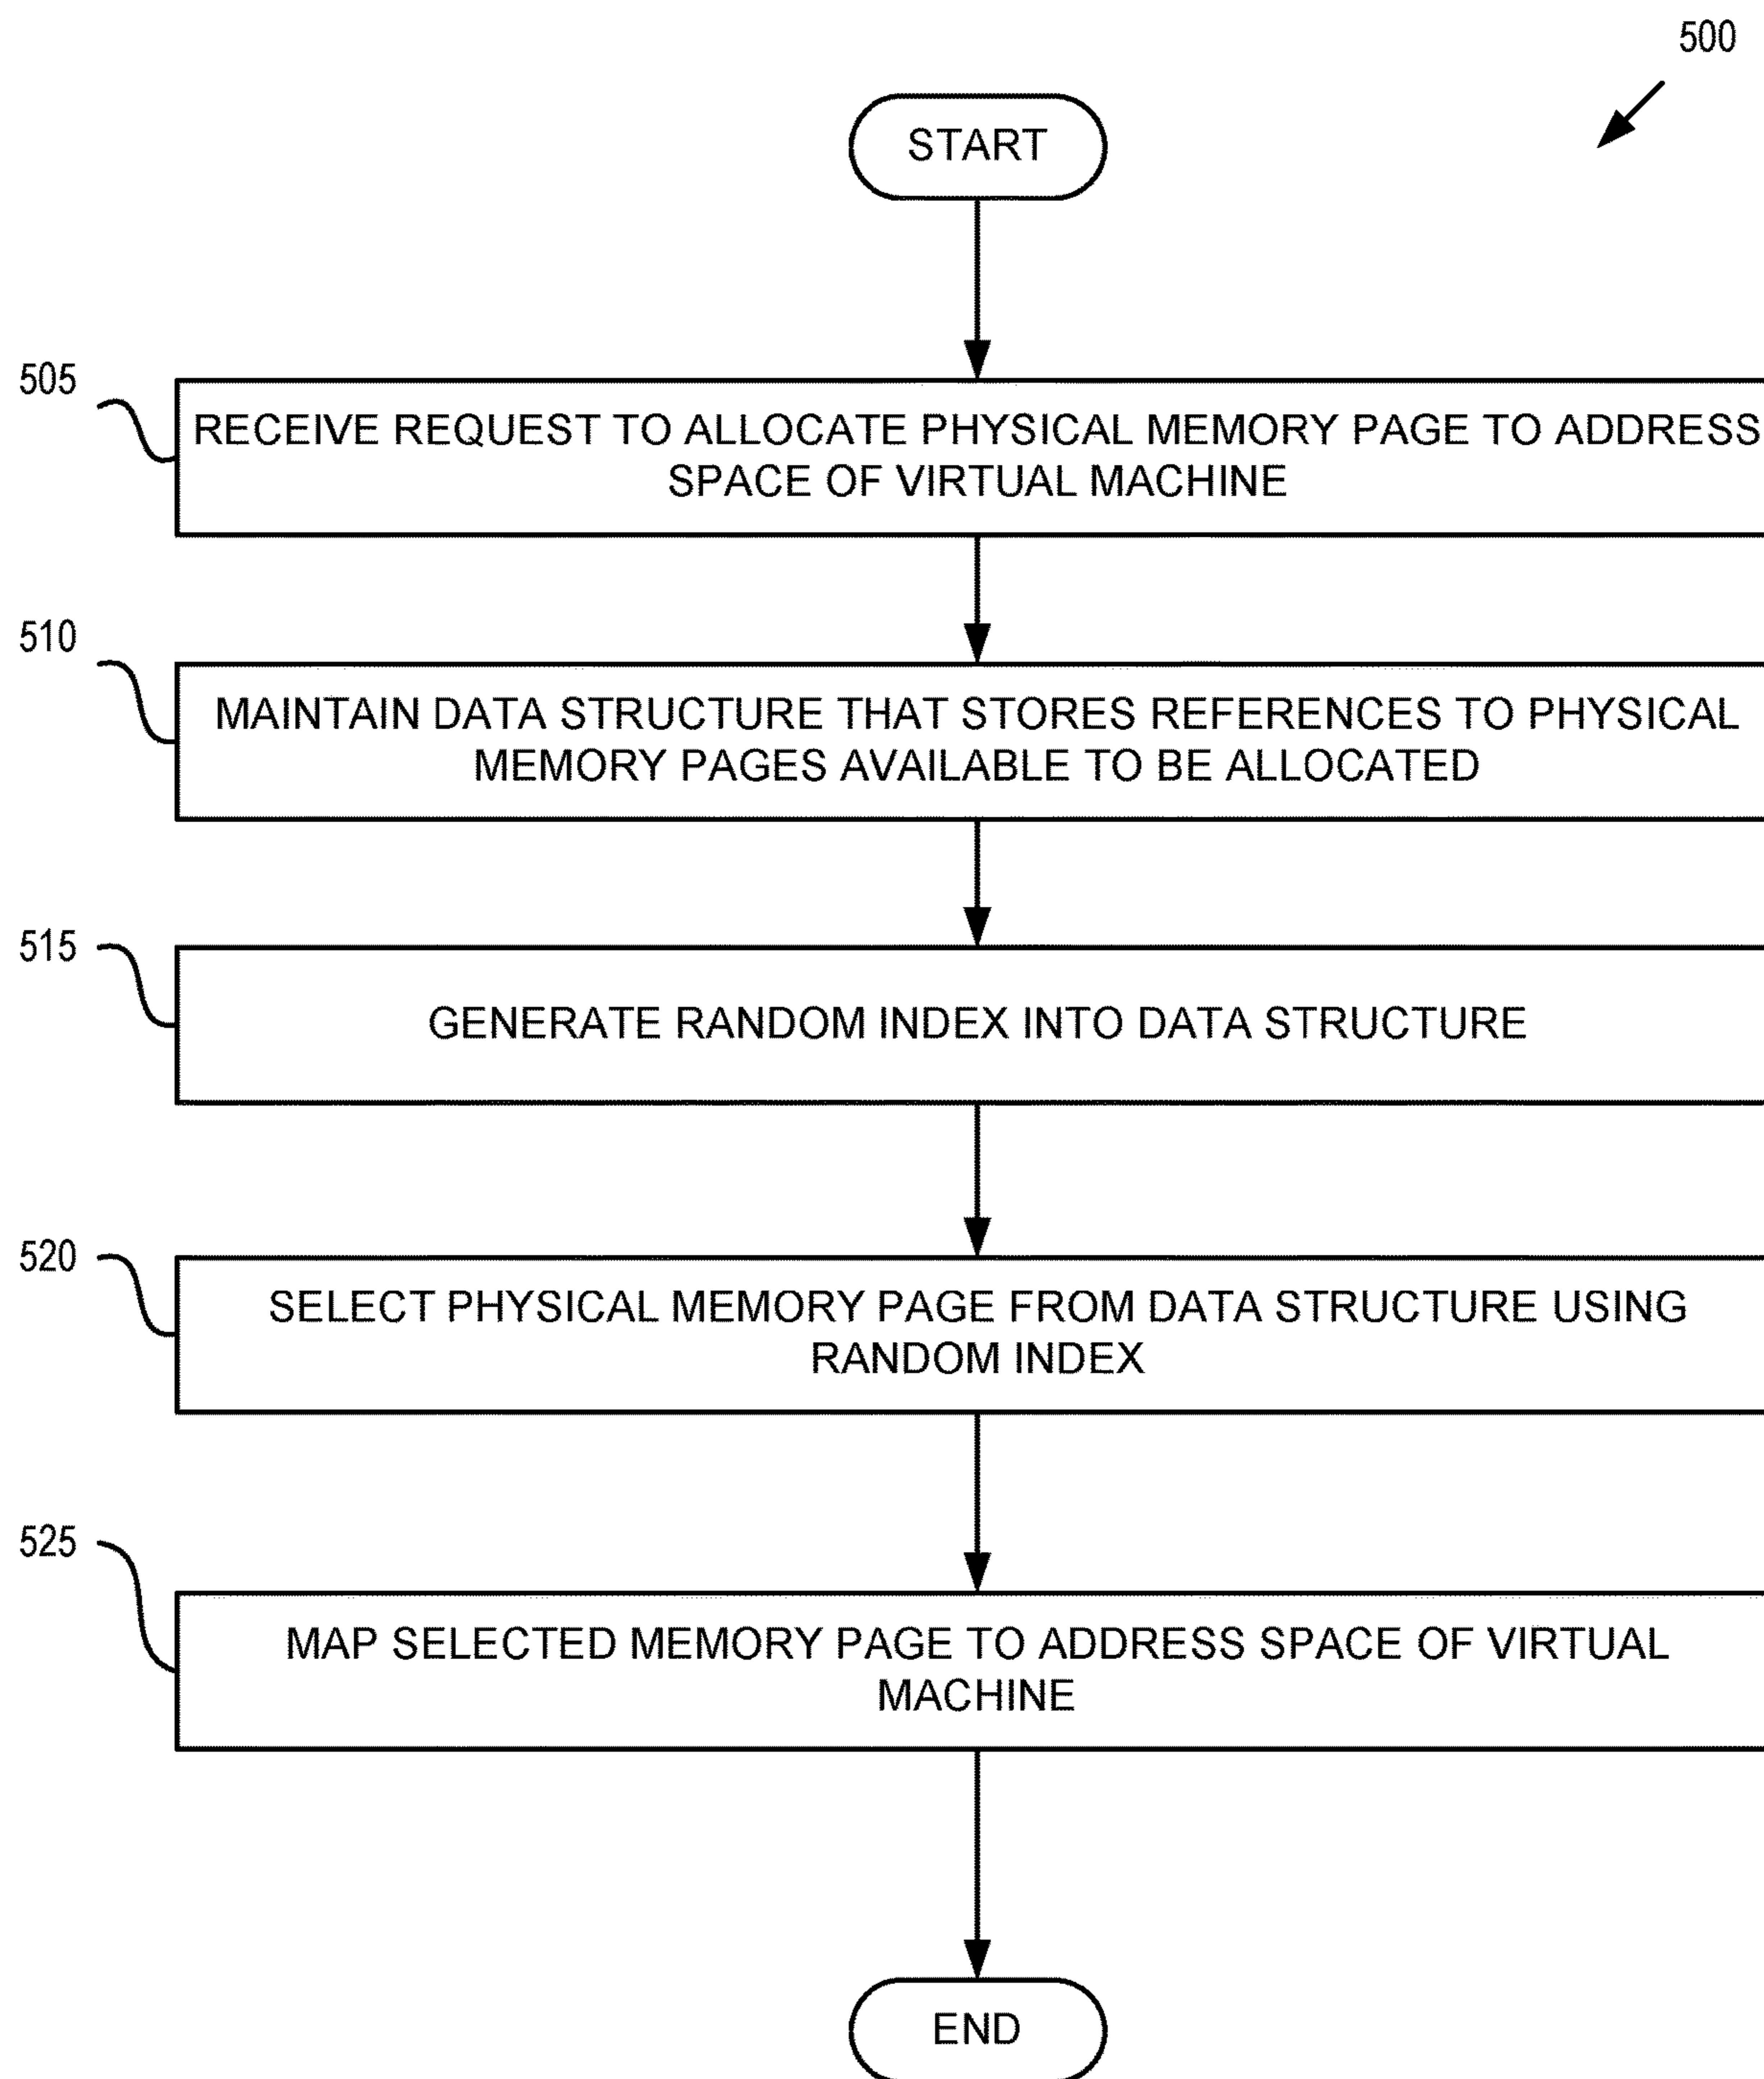 500
START
505
RECEIVE REQUEST TO ALLOCATE PHYSICAL MEMORY PAGE TO ADDRESS
SPACE OF VIRTUAL MACHINE
510
MAINTAIN DATA STRUCTURE THAT STORES REFERENCES TO PHYSICAL
MEMORY PAGES AVAILABLE TO BE ALLOCATED
515
GENERATE RANDOM INDEX INTO DATA STRUCTURE
520
SELECT PHYSICAL MEMORY PAGE FROM DATA STRUCTURE USING
RANDOM INDEX
525
MAP SELECTED MEMORY PAGE TO ADDRESS SPACE OF VIRTUAL
MACHINE
END